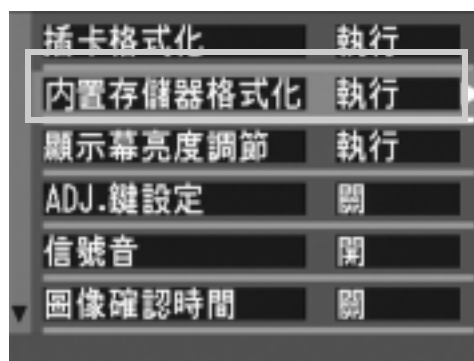 插卡格式化 執行
内置存儲器格式化 執行
顯示幕亮度調節 執行
ADJ.鍵設定 關
信號音 開
圖像確認時間 關